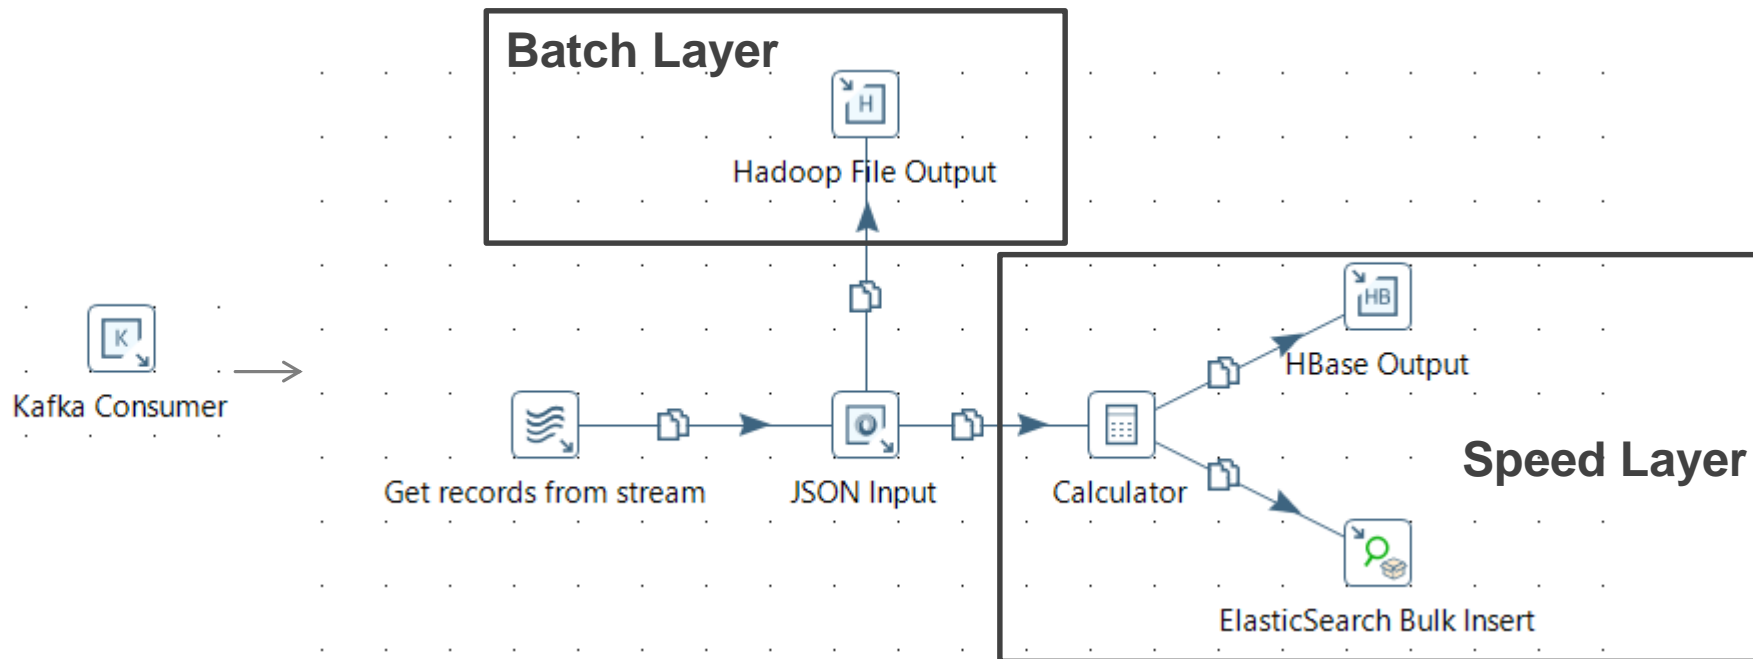 Batch Layer
H
Hadoop File Output
K
Kafka Consumer
HB
HBase Output
Get records from stream
JSON Input
Calculator
Speed Layer
ElasticSearch Bulk Insert